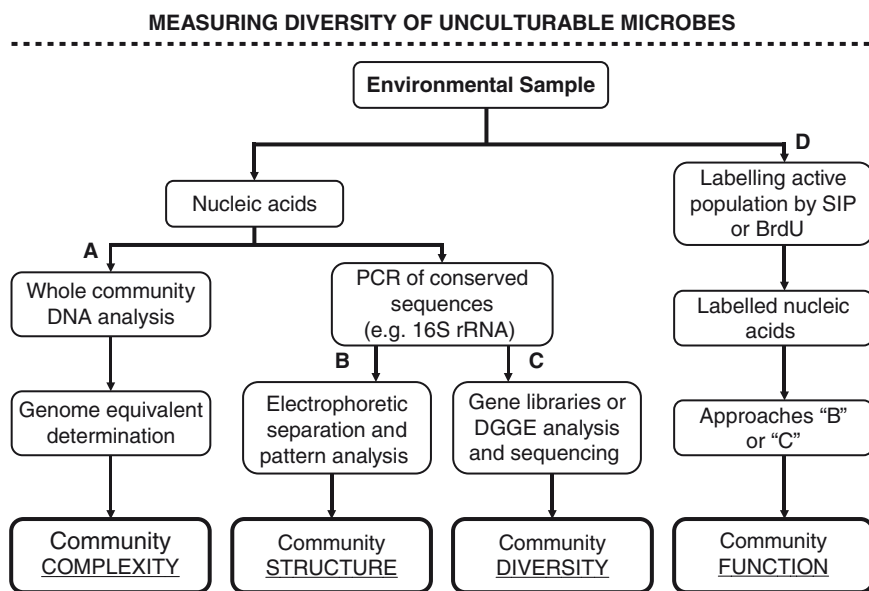 MEASURING DIVERSITY OF UNCULTURABLE MICROBES
Environmental Sample
D
Nucleic acids
Labelling active
population by SIP
or BrdU
A
Whole community
DNA analysis
PCR of conserved
sequences
(e.g. 16S rRNA)
Labelled nucleic
acids
B
C
Genome equivalent
determination
Electrophoretic
separation and
pattern analysis
Gene libraries or
DGGE analysis
and sequencing
Approaches “B”
or “C”
Community
COMPLEXITY
Community
STRUCTURE
Community
DIVERSITY
Community
FUNCTION